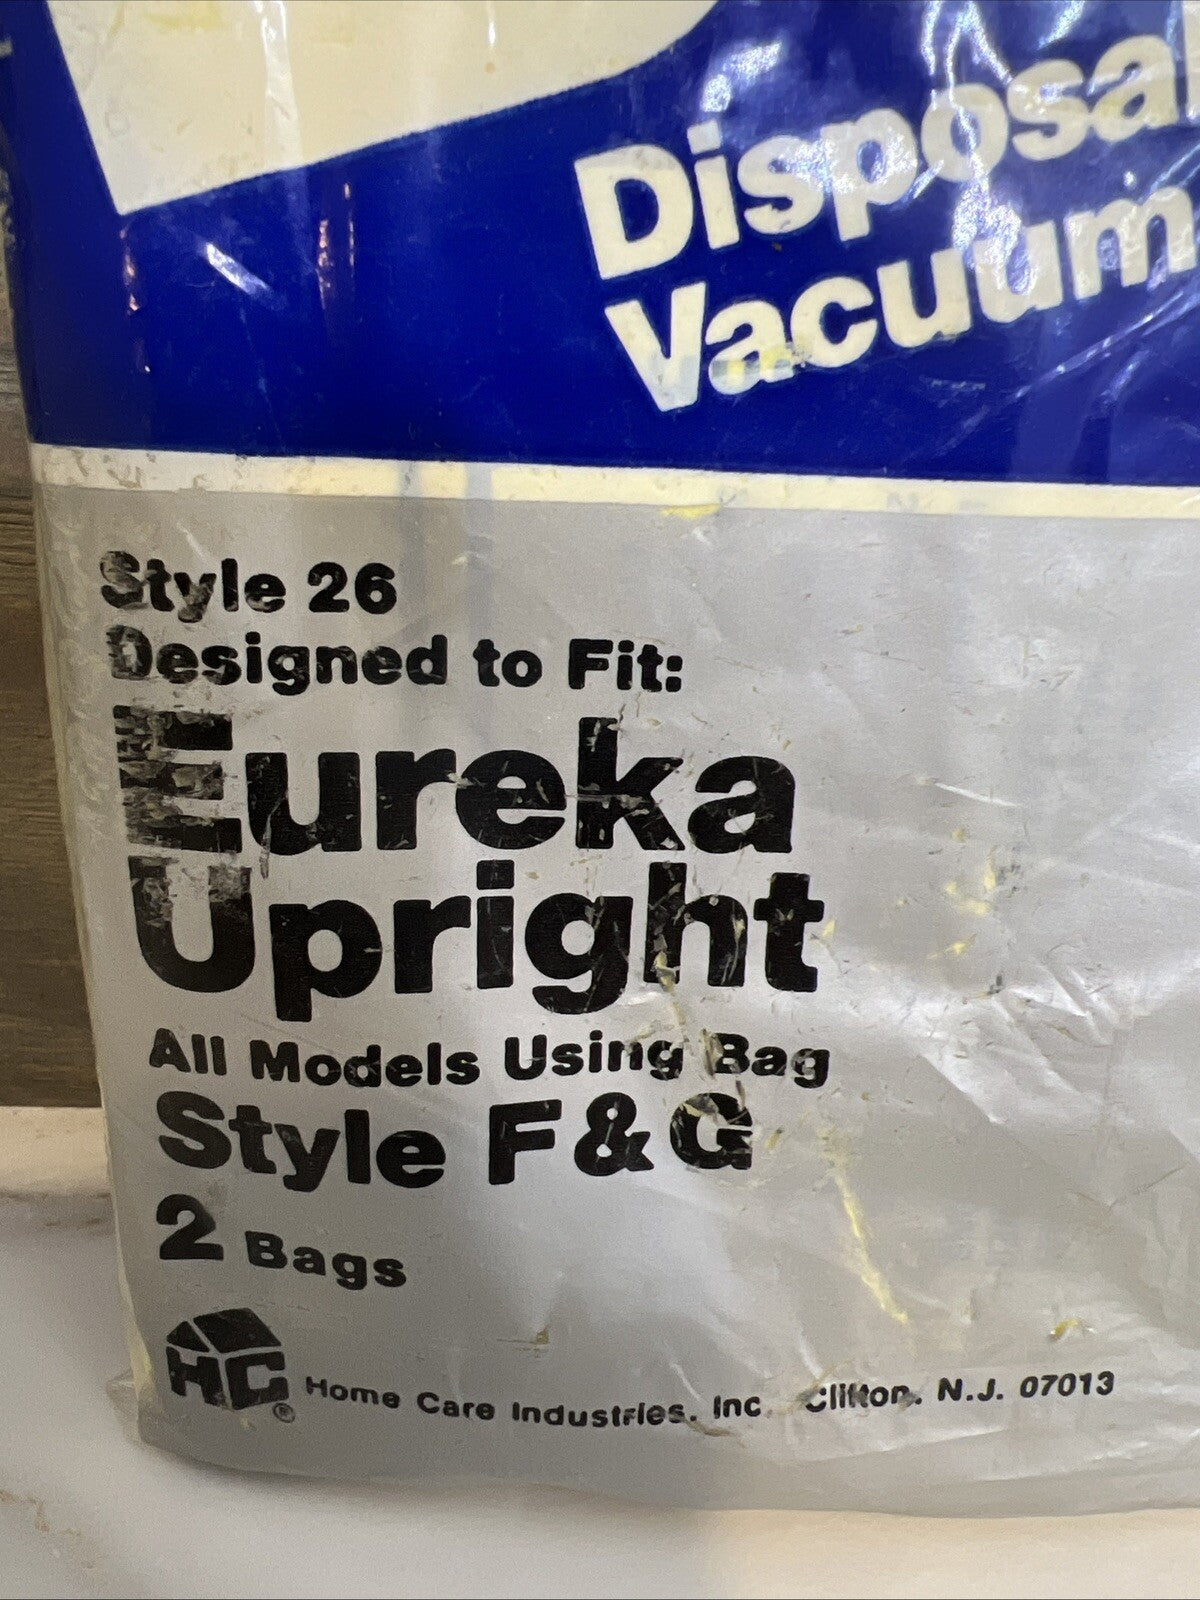 Disposal
Vacuum
Style 26
Designed to Fit:
Eureka
Upright
All Models Using Bag
Style F & G
2 Bags
HC
® Home Care Industries, Inc. Clifton, N.J. 07013